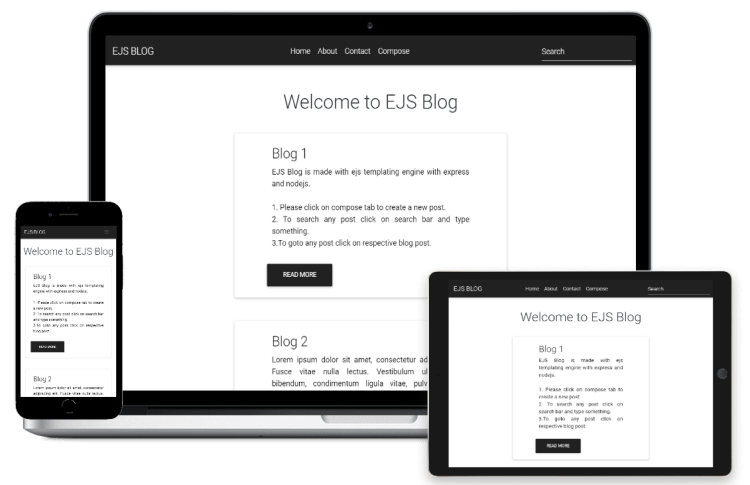 EJS BLOG
Home About Contact Compose
Search
Welcome to EJS Blog
Blog 1
EJS Blog is made with ejs templating engine with express
and nodejs.
1. Please click on compose tab to create a new post.
2. To search any post click on search bar and type
something.
3.To goto any post click on respective blog post.
READ MORE
Blog 2
Lorem ipsum dolor sit amet, consectetur ad
Fusce vitae nulla lectus. Vestibulum ul
bibendum, condimentum ligula vitae, pulv
EJS BLOG
Welcome to EJS Blog
Blog 1
EJS Blog is made with ejs templating
engine with express and nodejs.
1. Please click on compose tab to create
a new post.
2. To search any post click on search bar
and type something.
3.To goto any post click on respective
blog post.
READ MORE
Blog 2
Lorem ipsum dolor sit amet, consectetur
adipiscing elit. Fusce vitae nulla lectus.
EJS BLOG
Home About Contact Compose
Search
Welcome to EJS Blog
Blog 1
EJS Blog is made with ejs
templating engine with express and
nodejs.
1. Please click on compose tab to
create a new post.
2. To search any post click on
search bar and type something.
3.To goto any post click on
respective blog post.
READ MORE